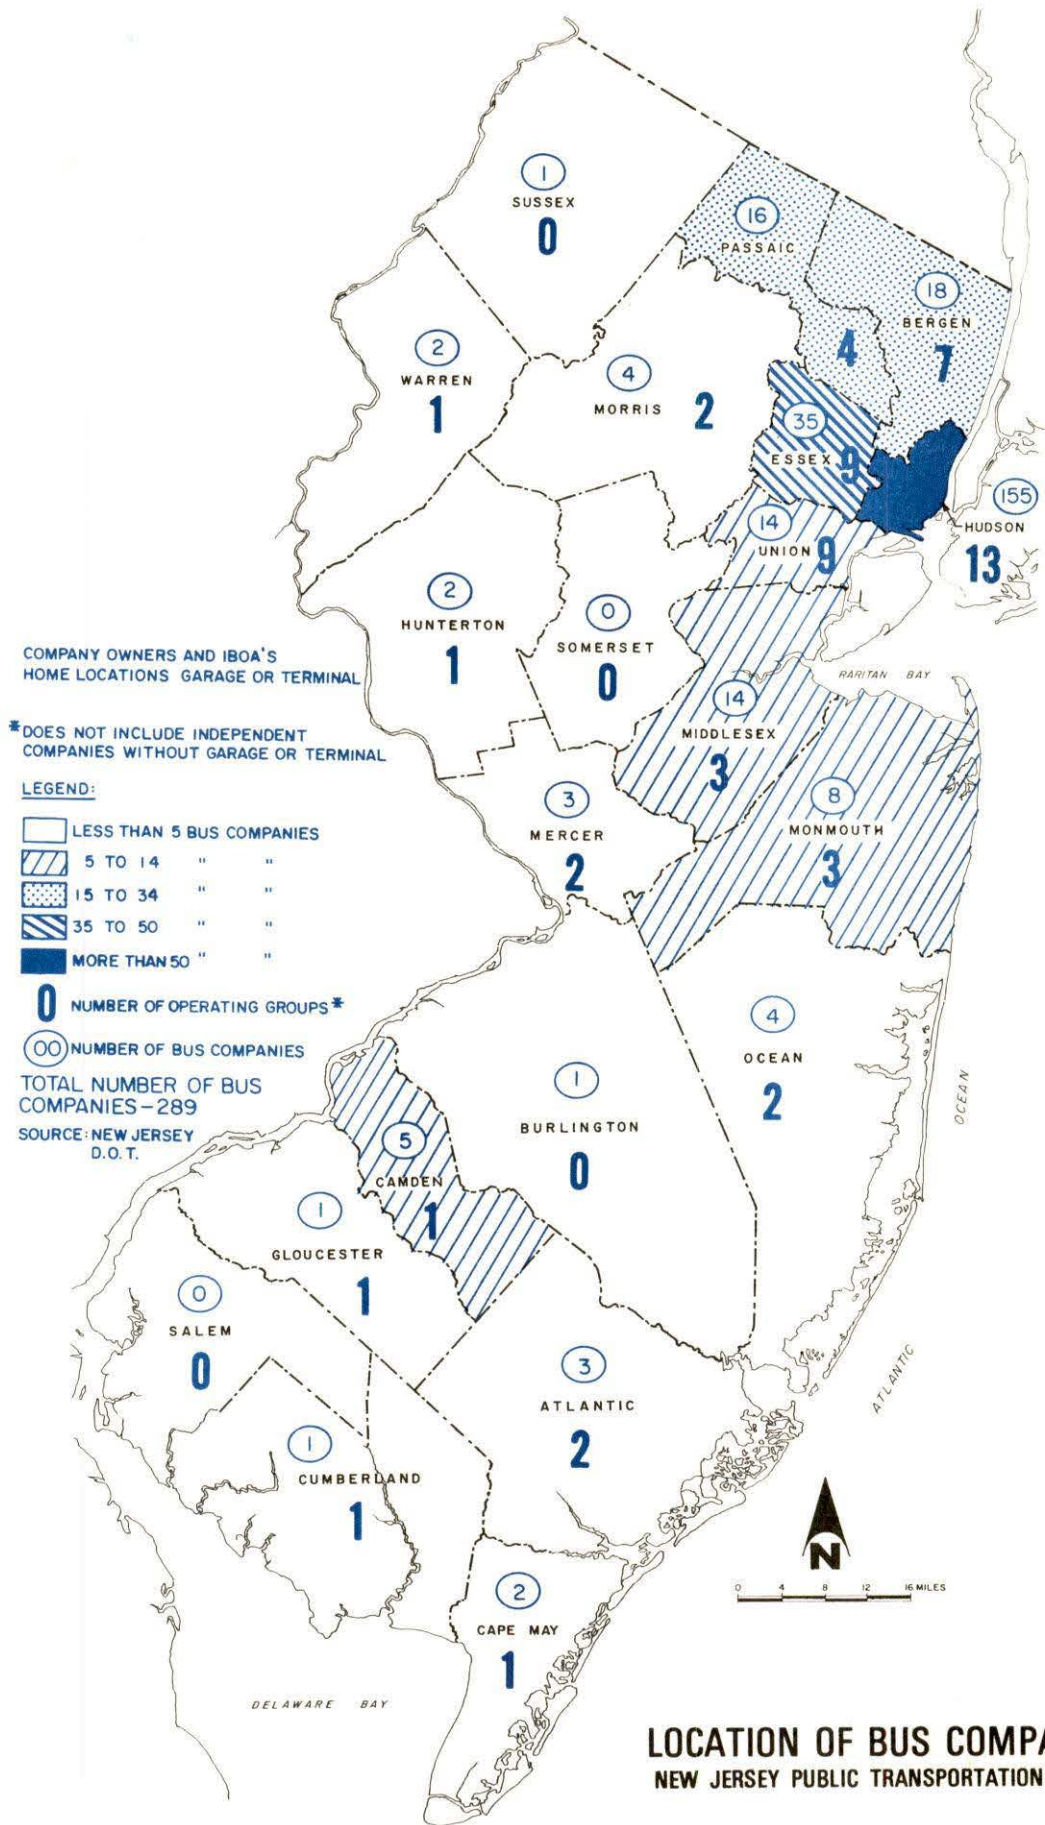 1
SUSSEX
0
16
PASSAIC
4
18
BERGEN
7
2
WARREN
1
4
MORRIS
2
35
ESSEX
9
155
HUDSON
13
14
UNION
9
2
HUNTERTON
1
0
SOMERSET
0
RARITAN BAY
14
MIDDLESEX
3
8
MONMOUTH
3
3
MERCER
2
COMPANY OWNERS AND IBOA'S
HOME LOCATIONS GARAGE OR TERMINAL
*DOES NOT INCLUDE INDEPENDENT
COMPANIES WITHOUT GARAGE OR TERMINAL
LEGEND:
LESS THAN 5 BUS COMPANIES
5 TO 14 " "
15 TO 34 " "
35 TO 50 " "
MORE THAN 50 " "
0 NUMBER OF OPERATING GROUPS*
00 NUMBER OF BUS COMPANIES
TOTAL NUMBER OF BUS
COMPANIES-289
SOURCE: NEW JERSEY
D.O.T.
4
OCEAN
2
1
BURLINGTON
0
5
CAMDEN
1
1
GLOUCESTER
1
0
SALEM
0
3
ATLANTIC
2
1
CUMBERLAND
1
2
CAPE MAY
1
ATLANTIC
OCEAN
DELAWARE BAY
N
0 4 8 12 16 MILES
LOCATION OF BUS COMPA
NEW JERSEY PUBLIC TRANSPORTATION